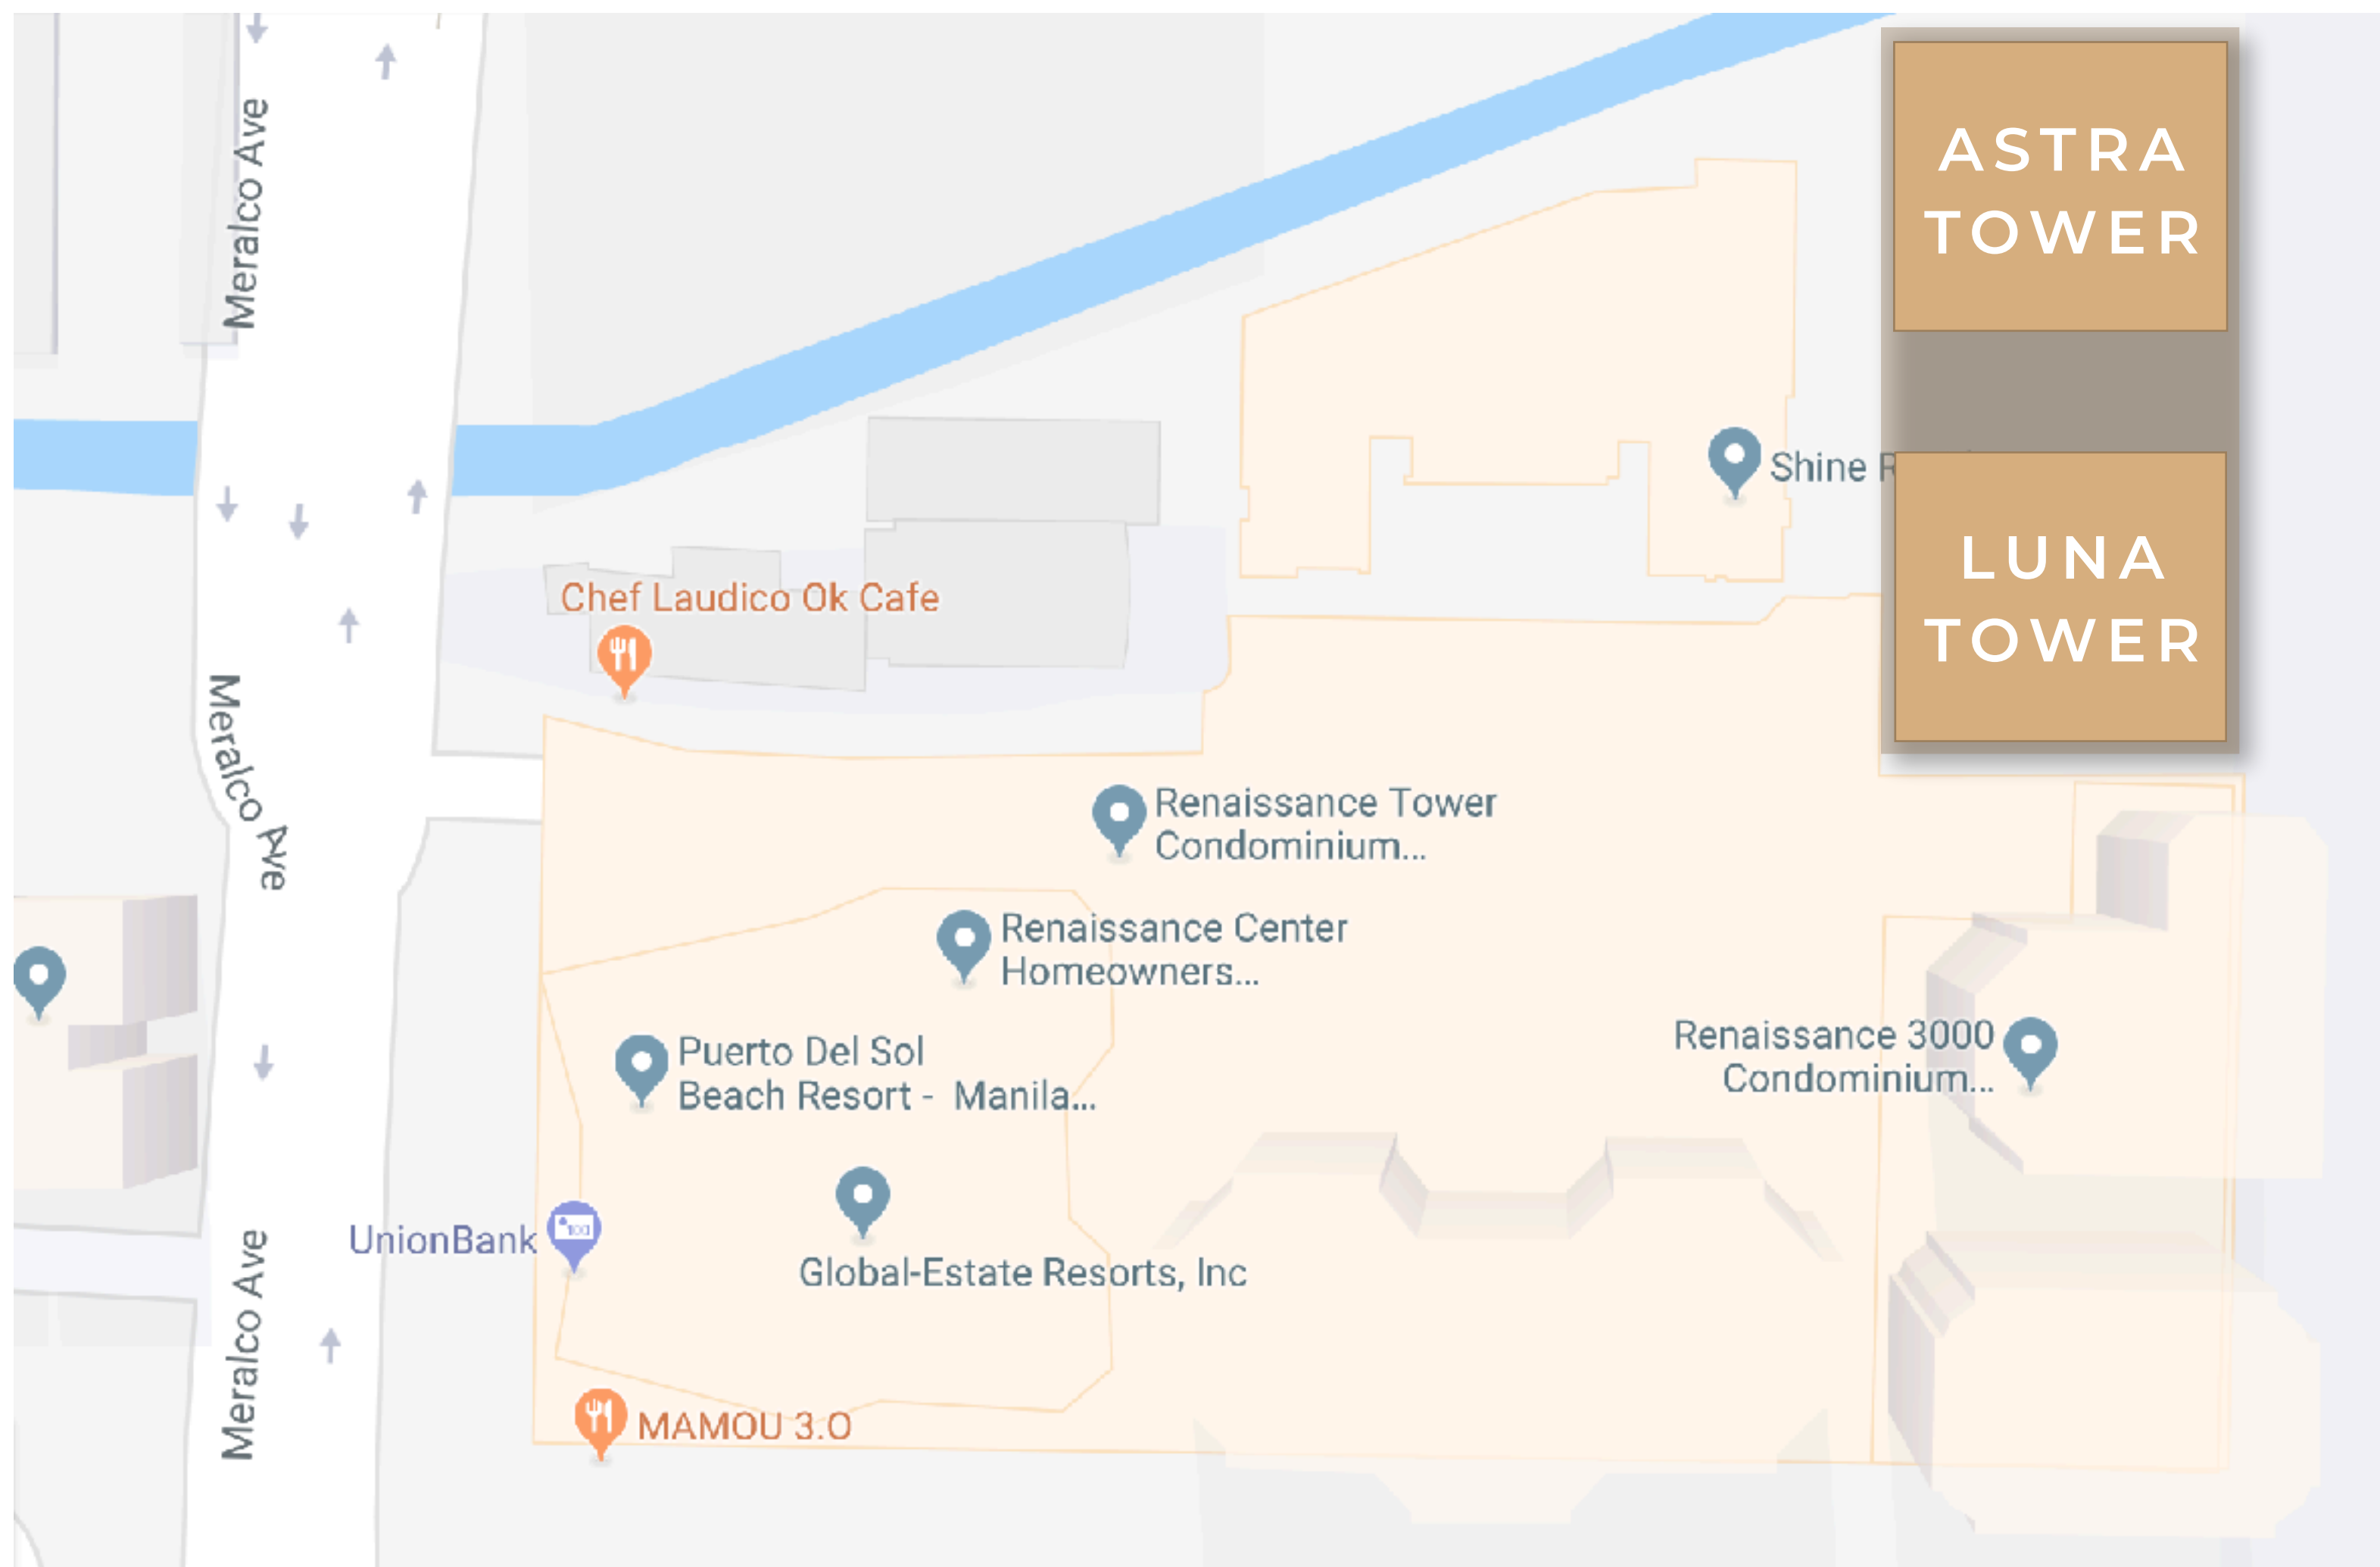 Meralco Ave
ASTRA
TOWER
Shine
LUNA
TOWER
Chef Laudico Ok Cafe
Meralco Ave
Renaissance Tower
Condominium...
Renaissance Center
Homeowners...
Puerto Del Sol
Beach Resort - Manila...
Renaissance 3000
Condominium...
UnionBank
Global-Estate Resorts, Inc
Meralco Ave
MAMOU 3.O